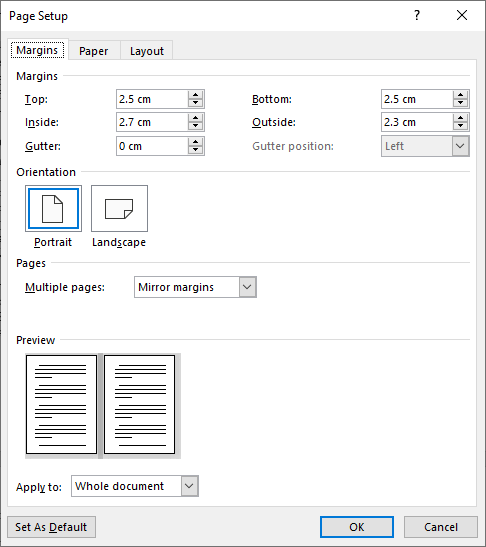 Page Setup ? ×
Margins Paper Layout
Margins
Top: 2.5 cm Bottom: 2.5 cm
Inside: 2.7 cm Outside: 2.3 cm
Gutter: 0 cm Gutter position: Left
Orientation
Portrait Landscape
Pages
Multiple pages: Mirror margins
Preview
Apply to: Whole document
Set As Default OK Cancel